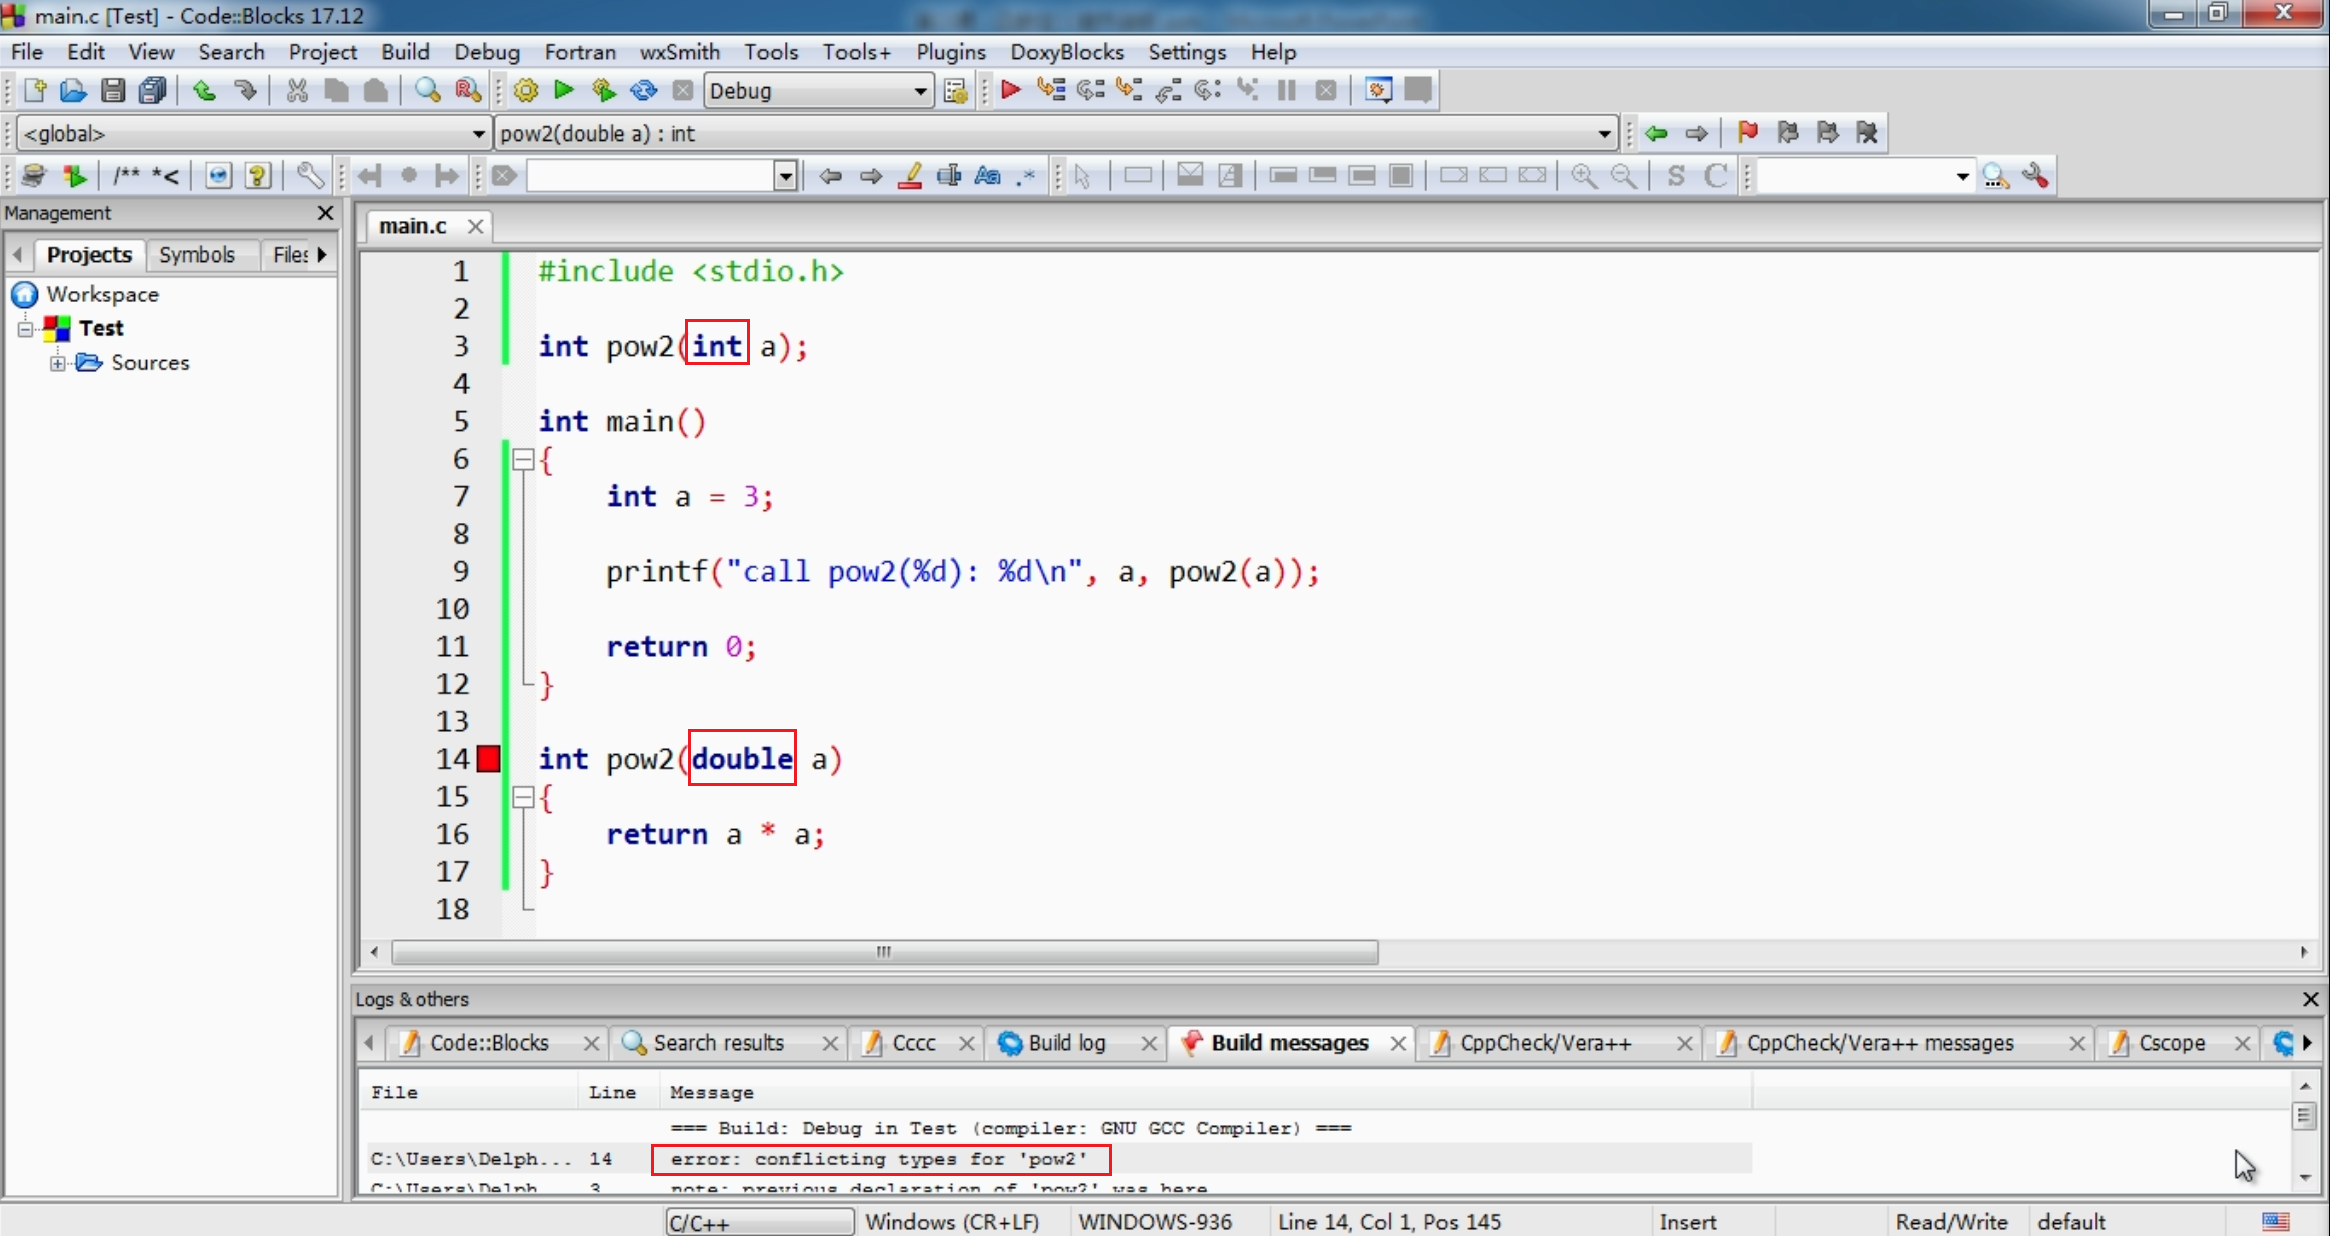 main.c [Test] - Code::Blocks 17.12
File Edit View Search Project Build Debug Fortran wxSmith Tools Tools+ Plugins DoxyBlocks Settings Help
Debug
<global> pow2(double a) : int
/** *<
S C
Management
main.c
Projects Symbols Files
Workspace
Test
Sources
1 #include <stdio.h>
2
3 int pow2(int a);
4
5 int main()
6 {
7 int a = 3;
8
9 printf("call pow2(%d): %d\n", a, pow2(a));
10
11 return 0;
12 }
13
14 int pow2(double a)
15 {
16 return a * a;
17 }
18
Logs & others
Code::Blocks Search results Cccc Build log Build messages CppCheck/Vera++ CppCheck/Vera++ messages Cscope
File Line Message
=== Build: Debug in Test (compiler: GNU GCC Compiler) ===
C:\Users\Delph... 14 error: conflicting types for 'pow2'
C:\Users\Delph 3 note: previous declaration of 'pow2' was here
C/C++ Windows (CR+LF) WINDOWS-936 Line 14, Col 1, Pos 145 Insert Read/Write default